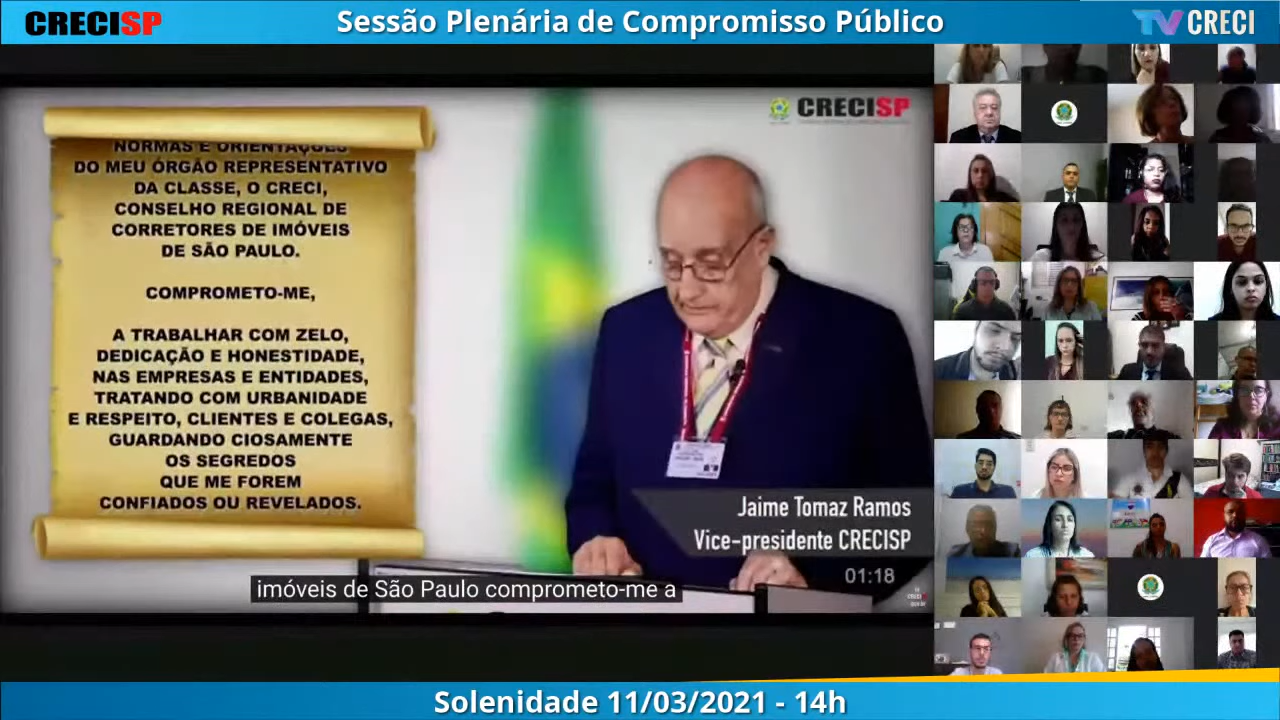 CRECISP
Sessão Plenária de Compromisso Público
TV CRECI
CRECISP
NORMAS E ORIENTAÇÕES
DO MEU ÓRGÃO REPRESENTATIVO
DA CLASSE, O CRECI,
CONSELHO REGIONAL DE
CORRETORES DE IMÓVEIS
DE SÃO PAULO.
COMPROMETO-ME,
A TRABALHAR COM ZELO,
DEDICAÇÃO E HONESTIDADE,
NAS EMPRESAS E ENTIDADES,
TRATANDO COM URBANIDADE
E RESPEITO, CLIENTES E COLEGAS,
GUARDANDO CIOSAMENTE
OS SEGREDOS
QUE ME FOREM
CONFIADOS OU REVELADOS.
Jaime Tomaz Ramos
Vice-presidente CRECISP
01:18
imóveis de São Paulo comprometo-me a
Solenidade 11/03/2021 - 14h